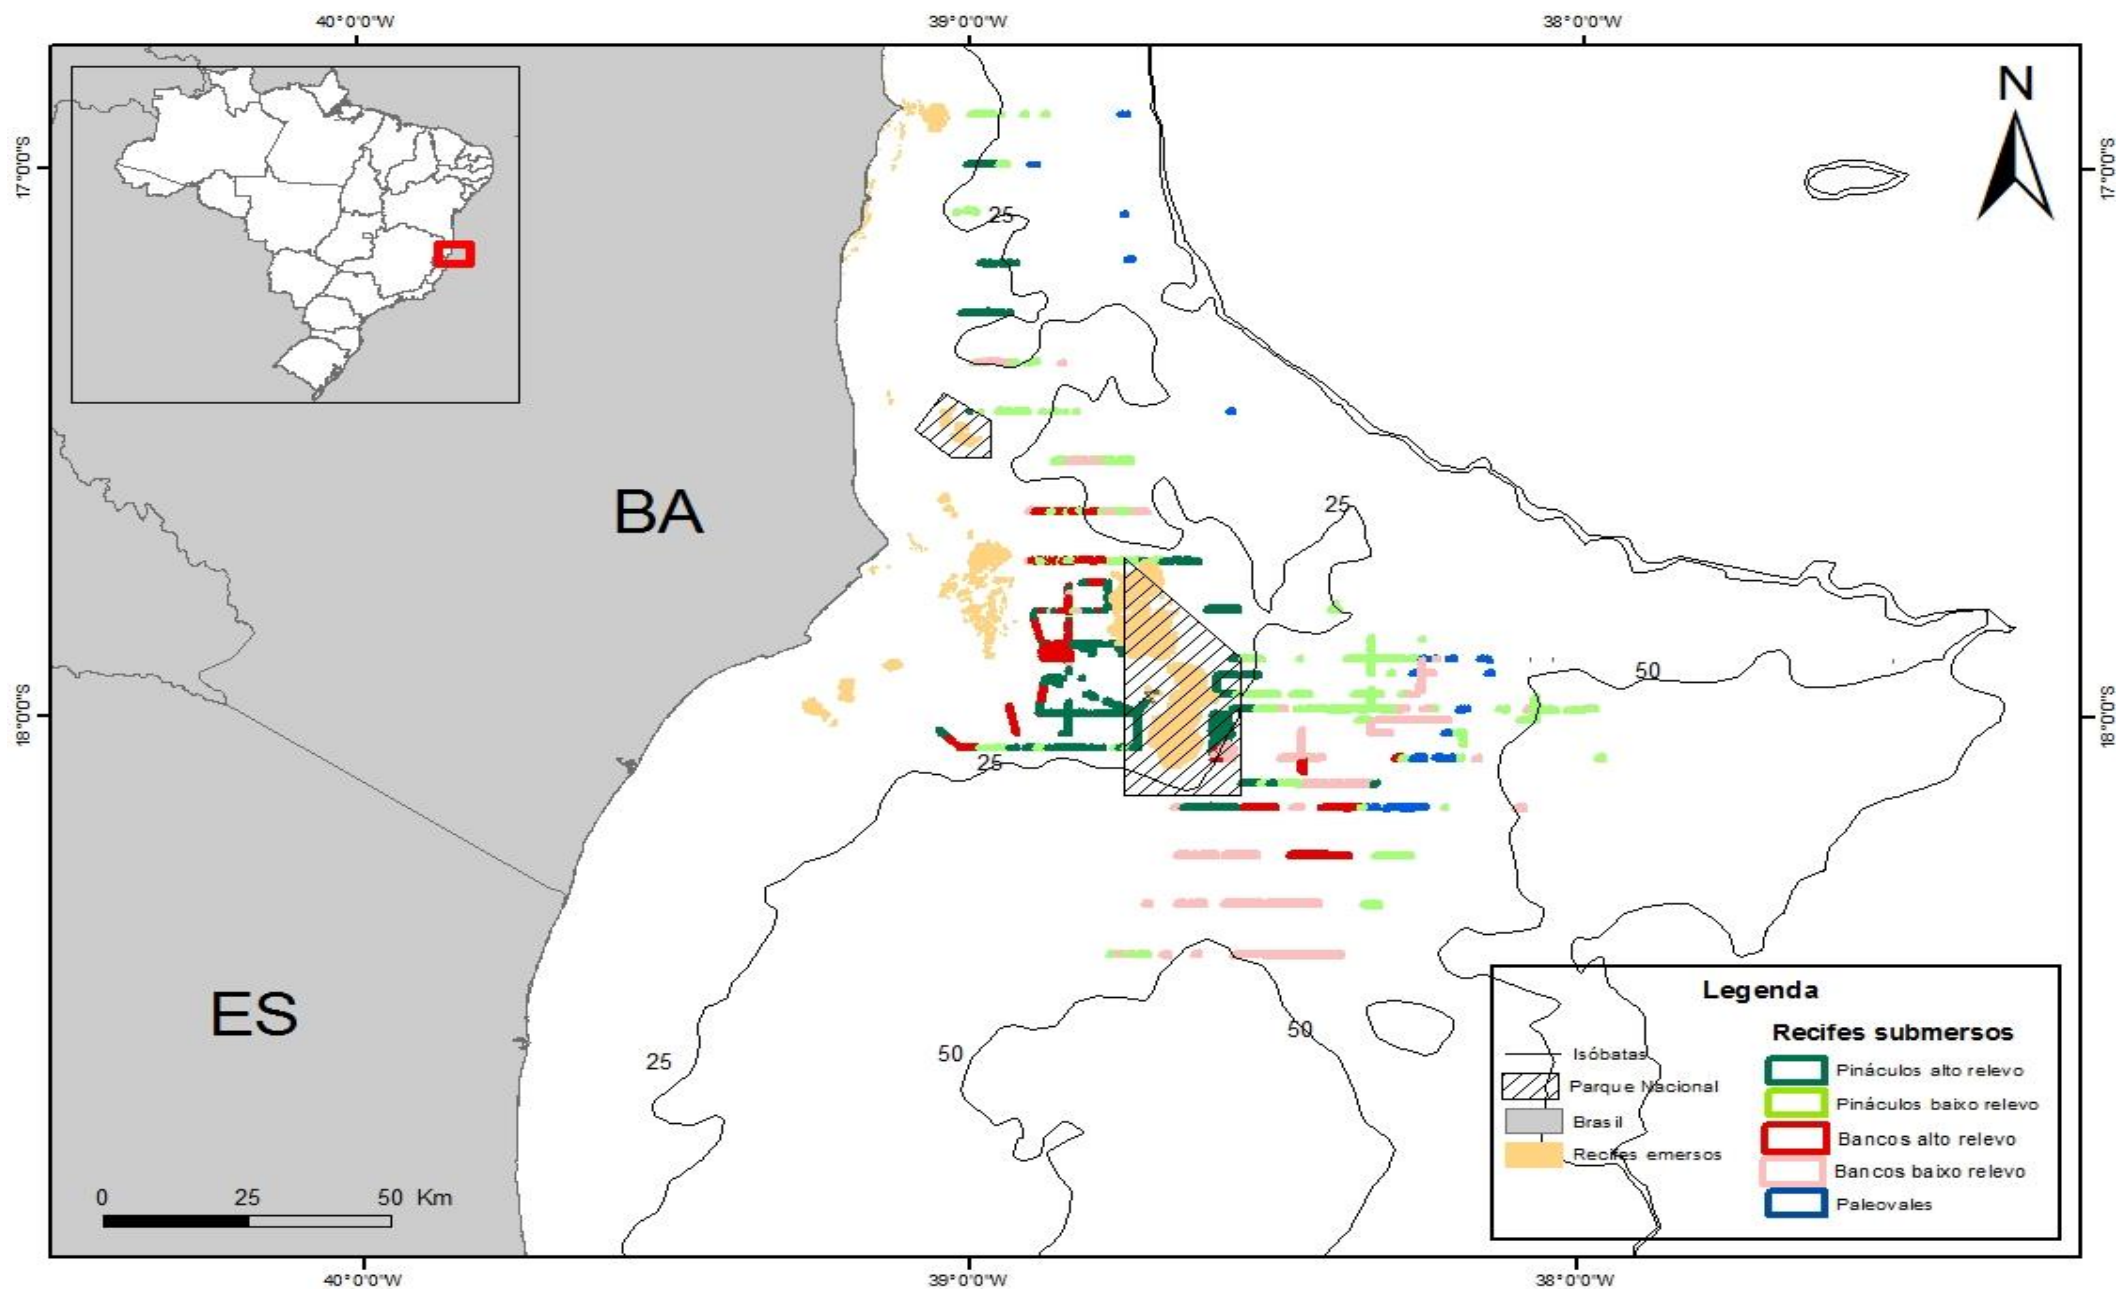 40°0'0"W
39°0'0"W
38°0'0"W
N
17°0'0"S
17°0'0"S
25
BA
25
50
18°0'0"S
18°0'0"S
25
ES
50
50
25
Legenda
Recifes submersos
Isóbatas
Parque Nacional
Brasil
Recifes emersos
Pináculos alto relevo
Pináculos baixo relevo
Bancos alto relevo
Bancos baixo relevo
Paleovales
0 25 50 Km
40°0'0"W
39°0'0"W
38°0'0"W